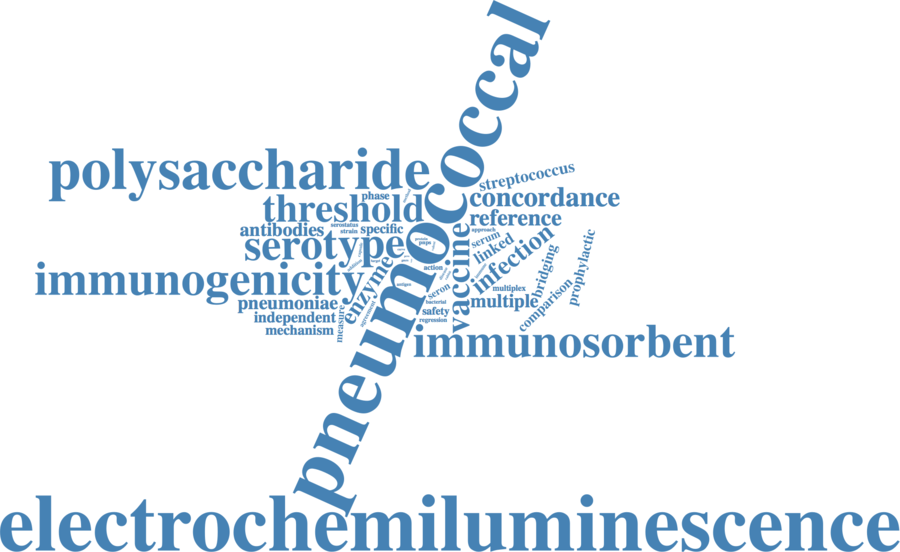 pneumococcal
polysaccharide
streptococcus
phase
concordance
threshold
reference
antibodies
serostatus
strain
specific
approach
serotype
serum
linked
infection
vaccine
immunogenicity
action
enzyme
antigen
seron
multiplex
bridging
prophylactic
comparison
pneumoniae
bacterial
multiple
independent
measure
agreement
safety
regression
mechanism
immunosorbent
electrochemiluminescence